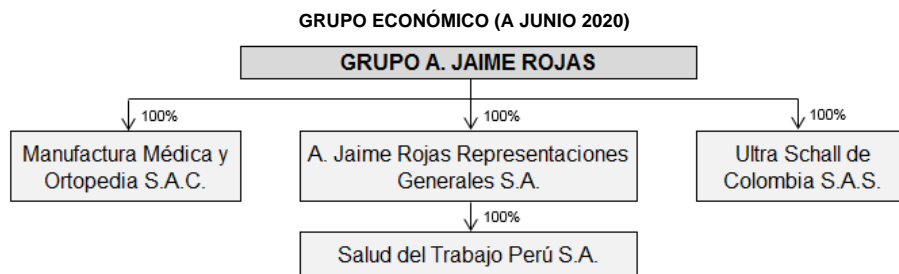 GRUPO ECONÓMICO (A JUNIO 2020)
GRUPO A. JAIME ROJAS
100%
100%
100%
Manufactura Médica y
Ortopedia S.A.C.
A. Jaime Rojas Representaciones
Generales S.A.
Ultra Schall de
Colombia S.A.S.
100%
Salud del Trabajo Perú S.A.